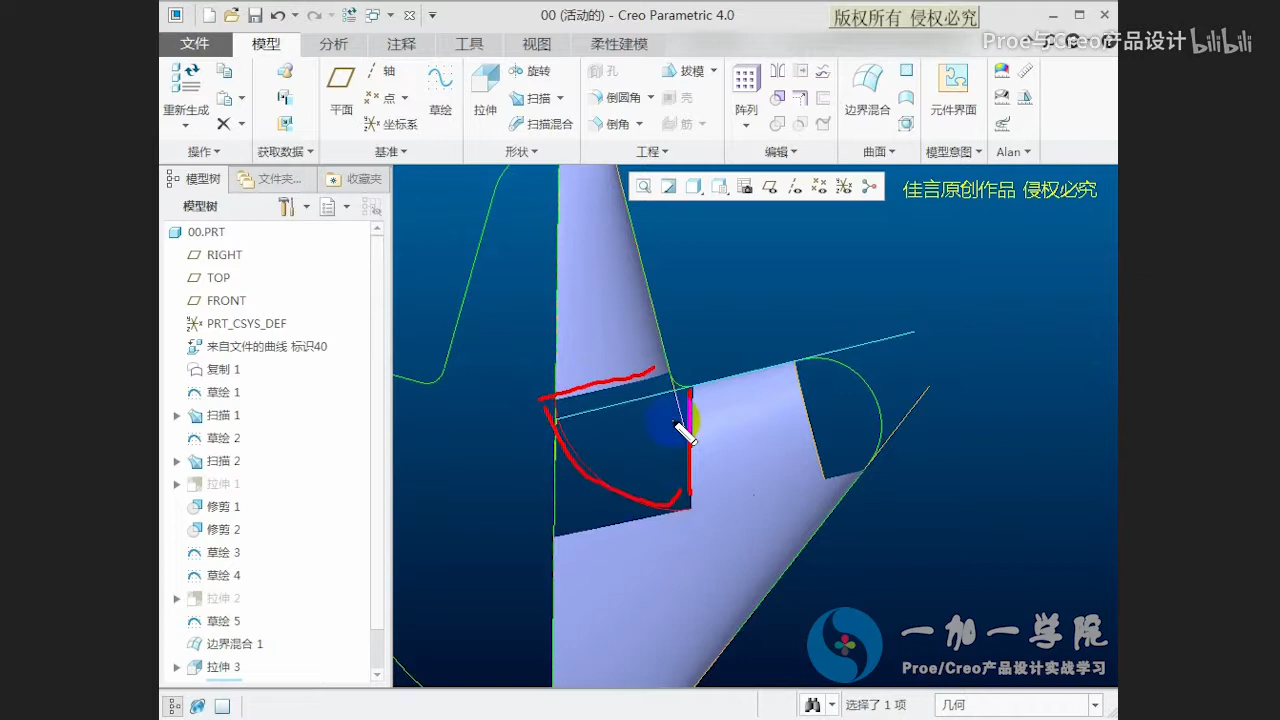 00 (活动的) - Creo Parametric 4.0
版权所有 侵权必究
Proe与Creo产品设计 bilibili
文件 模型 分析 注释 工具 视图 柔性建模
重新生成
平面
轴
点
坐标系
草绘
拉伸
旋转
扫描
扫描混合
孔
倒圆角
倒角
拔模
壳
筋
阵列
边界混合
元件界面
操作 获取数据 基准 形状 工程 编辑 曲面 模型意图 Alan
模型树 文件夹... 收藏夹
模型树
佳言原创作品 侵权必究
00.PRT
RIGHT
TOP
FRONT
PRT_CSYS_DEF
来自文件的曲线 标识40
复制 1
草绘 1
扫描 1
草绘 2
扫描 2
拉伸 1
修剪 1
修剪 2
草绘 3
草绘 4
拉伸 2
草绘 5
边界混合 1
拉伸 3
一加一学院
Proe/Creo产品设计实战学习
选择了 1 项
几何